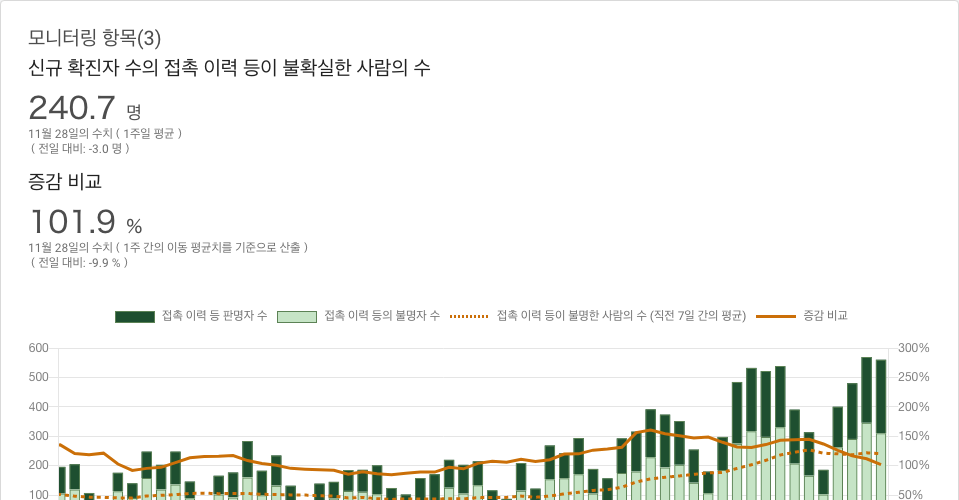 모니터링 항목(3)
신규 확진자 수의 접촉 이력 등이 불확실한 사람의 수
240.7 명
11월 28일의 수치 ( 1주일 평균 )
( 전일 대비: -3.0 명 )
증감 비교
101.9 %
11월 28일의 수치 ( 1주 간의 이동 평균치를 기준으로 산출 )
( 전일 대비: -9.9 % )
접촉 이력 등 판명자 수 접촉 이력 등의 불명자 수 접촉 이력 등이 불명한 사람의 수 (직전 7일 간의 평균) 증감 비교
600 300%
500 250%
400 200%
300 150%
200 100%
100 50%